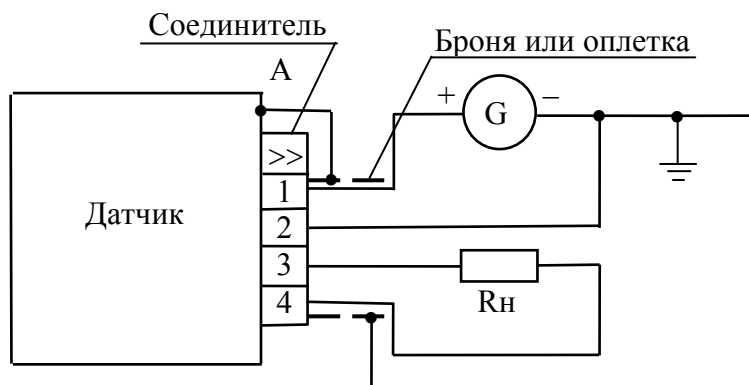 Соединитель
Броня или оплетка
А
+ G –
>>
1
Датчик
2
3
4
Rн